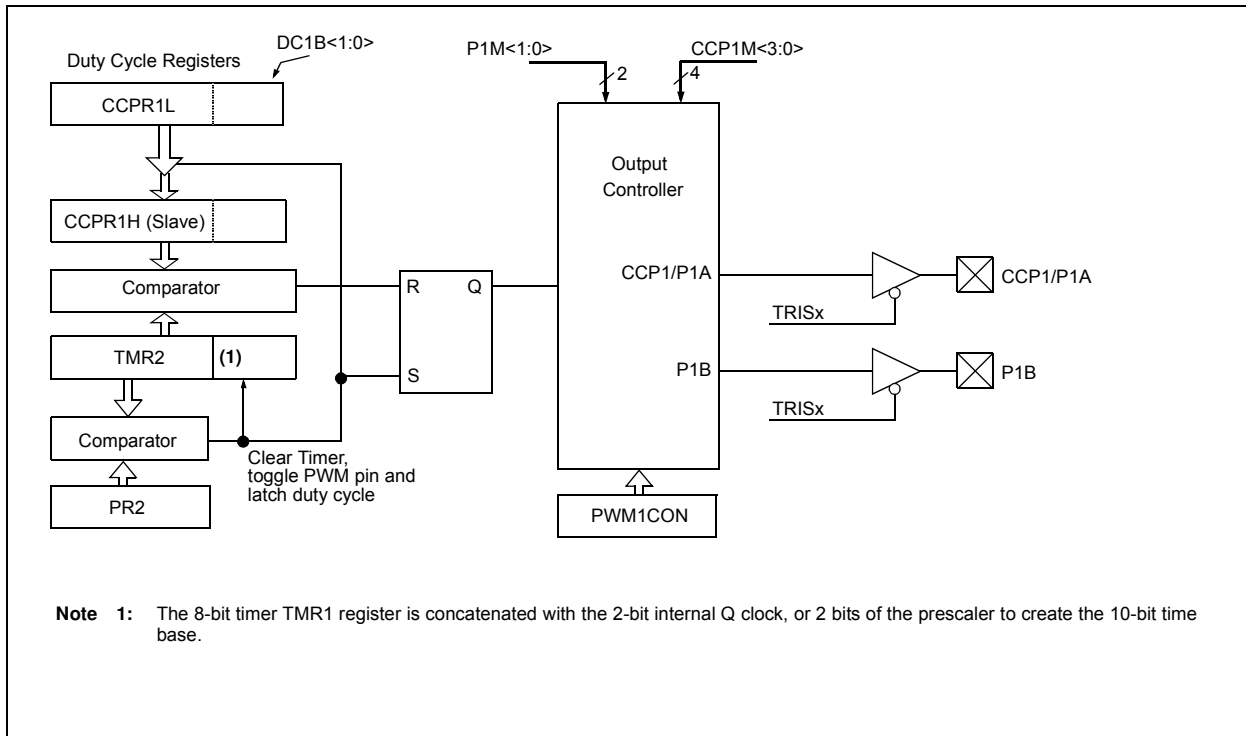 DC1B<1:0>
Duty Cycle Registers
CCPR1L
CCPR1H (Slave)
Comparator
TMR2
(1)
Comparator
PR2
Clear Timer,
toggle PWM pin and
latch duty cycle
R
Q
S
P1M<1:0>
2
CCP1M<3:0>
4
Output
Controller
CCP1/P1A
P1B
PWM1CON
TRISx
CCP1/P1A
TRISx
P1B
Note 1: The 8-bit timer TMR1 register is concatenated with the 2-bit internal Q clock, or 2 bits of the prescaler to create the 10-bit time
base.